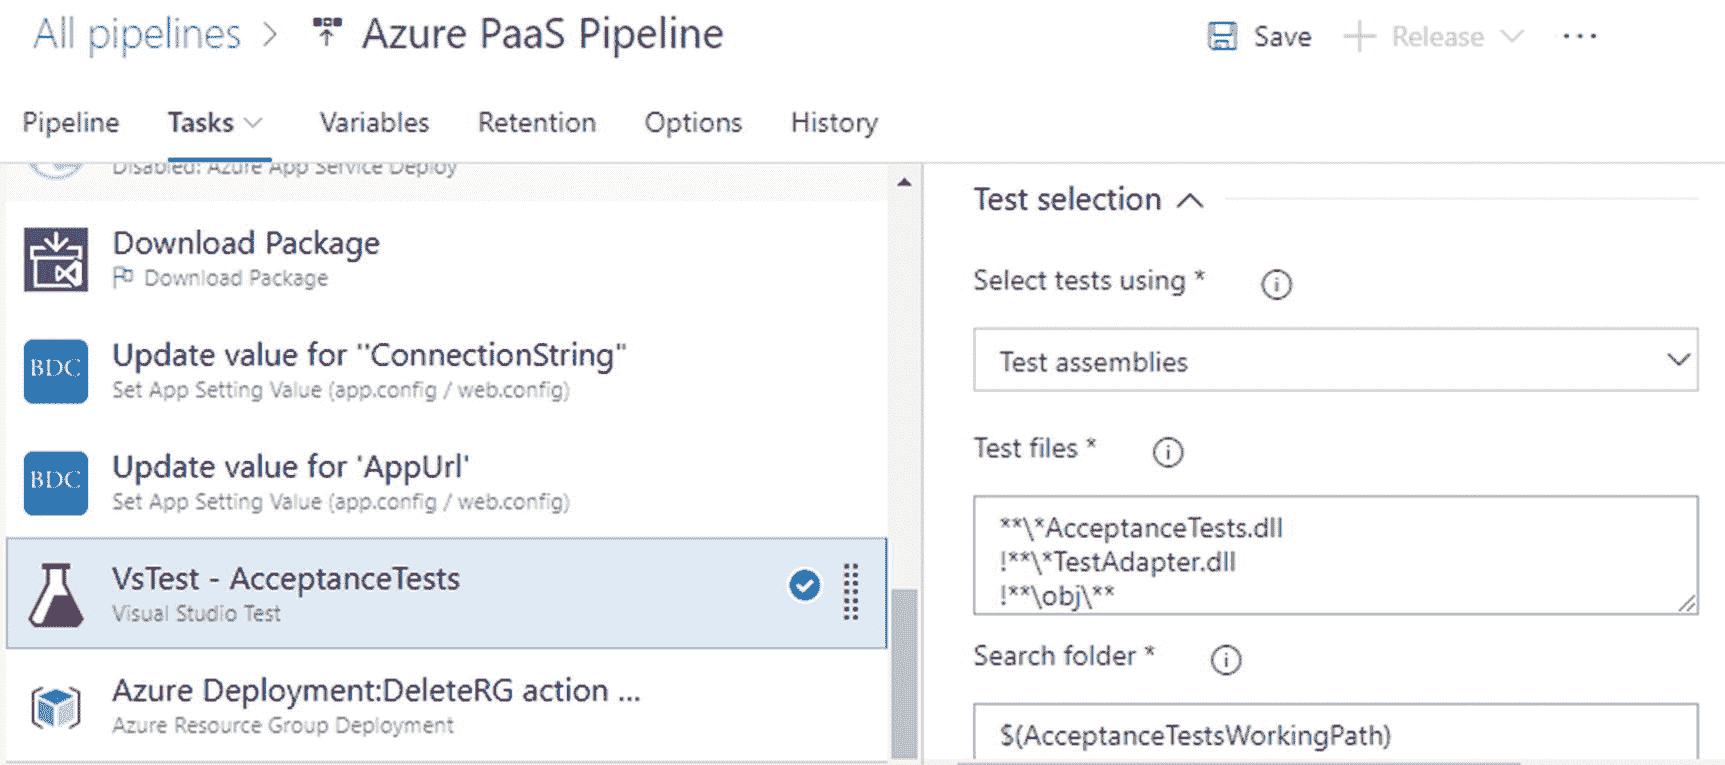 All pipelines > Azure PaaS Pipeline
Save + Release ...
Pipeline Tasks Variables Retention Options History
Disabled: Azure App Service Deploy
Download Package
Download Package
BDC
Update value for ''ConnectionString"
Set App Setting Value (app.config / web.config)
BDC
Update value for 'AppUrl'
Set App Setting Value (app.config / web.config)
VsTest - AcceptanceTests
Visual Studio Test
Azure Deployment:DeleteRG action ...
Azure Resource Group Deployment
Test selection
Select tests using *
Test assemblies
Test files *
**\*AcceptanceTests.dll
!**\*TestAdapter.dll
!**\obj\**
Search folder *
$(AcceptanceTestsWorkingPath)